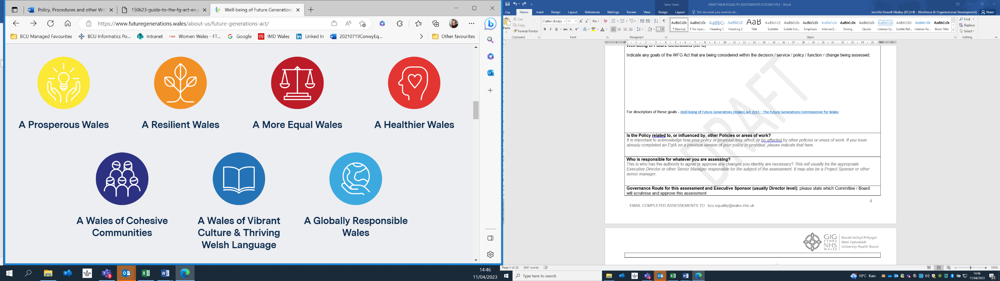 Policy, Procedures and other Wri
150623-guide-to-the-fg-act-en.p
Well-being of Future Generations
https://www.futuregenerations.wales/about-us/future-generations-act/
BCU Managed Favourites
BCU Informatics Po...
Intranet
Women Wales - FT...
Google
IMD Wales
Linked In
20210719ConwyEq...
Other favourites
A Prosperous Wales
A Resilient Wales
A More Equal Wales
A Healthier Wales
A Wales of Cohesive
Communities
A Wales of Vibrant
Culture & Thriving
Welsh Language
A Globally Responsible
Wales
14:46
11/04/2023
DRAFT NEW EQUALITY ASSESSMENTS 01022023 V0.8 - Word
Table Tools
File
Home
Insert
Design
Layout
References
Mailings
Review
View
Design
Layout
Tell me what you want to do...
Jennifer Dowell-Mulloy (BCUHB - Workforce & Organisational Development)
Share
Paste
Cut
Copy
Format Painter
Clipboard
Calibri (Body)
11
Font
Paragraph
¶ Normal
¶ No Spac...
Heading 1
Heading 2
Title
Subtitle
Subtle Em...
Emphasis
Intense E...
Strong
Quote
Intense Q...
Subtle Ref...
Intense Re...
Book Title
Styles
Find
Replace
Select
Editing
Well-being of Future Generations (WFG)
Indicate any goals of the WFG Act that are being considered within the decision / service / policy / function / change being assessed:
For descriptors of these goals - Well-being of Future Generations (Wales) Act 2015 – The Future Generations Commissioner for Wales
Is the Policy related to, or influenced by, other Policies or areas of work?
It is important to acknowledge how your policy or proposal may affect, or be affected by other policies or areas of work. If you have
already completed an EqIA on a previous version of your policy or proposal, please indicate that here.
Who is responsible for whatever you are assessing?
This is who has the authority to agree or approve any changes you identify are necessary? This will usually be the appropriate
Executive Director or other Senior Manager responsible for the subject of the assessment. It may also be a Project Sponsor or other
senior manager.
Governance Route for this assessment and Executive Sponsor (usually Director level): please state which Committee / Board
will scrutinise and approve this assessment
DRAFT
4
EMAIL COMPLETED ASSESSEMENTS TO: bcu.equality@wales.nhs.uk
GIG
CYMRU
NHS
WALES
Bwrdd Iechyd Prifysgol
Betsi Cadwaladr
University Health Board
Page 4 of 28
3641 words
100%
Type here to search
10°C Rain
14:46
11/04/2023